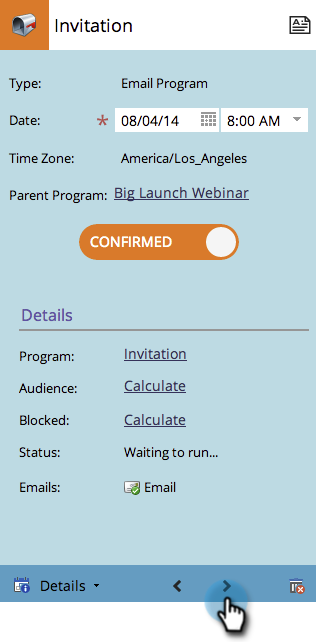 Invitation
Type: Email Program
Date: * 08/04/14 8:00 AM
Time Zone: America/Los_Angeles
Parent Program: Big Launch Webinar
CONFIRMED
Details
Program: Invitation
Audience: Calculate
Blocked: Calculate
Status: Waiting to run...
Emails: Email
Details